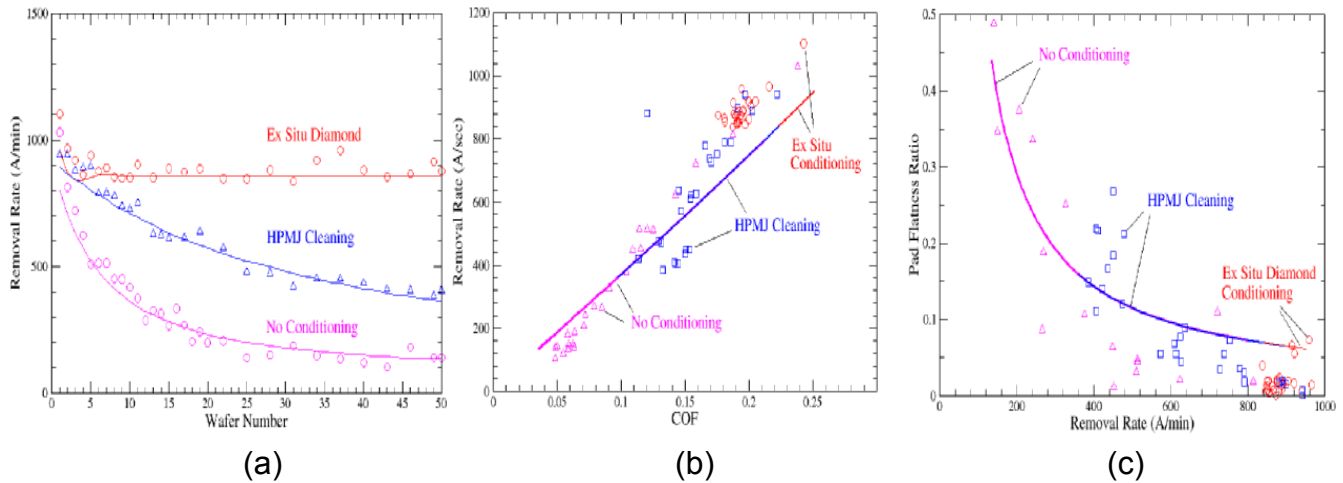 1500
1000
500
0
0
5
10
15
20
25
30
35
40
45
50
Removal Rate (A/min)
Wafer Number
Ex Situ Diamond
HPMJ Cleaning
No Conditioning
(a)
1200
1000
800
600
400
200
0
0
0.05
0.1
0.15
0.2
0.25
0.3
Removal Rate (A/sec)
COF
Ex Situ
Conditioning
HPMJ Cleaning
No Conditioning
(b)
0.5
0.4
0.3
0.2
0.1
0
0
200
400
600
800
1000
Pad Flatness Ratio
Removal Rate (A/min)
No Conditioning
HPMJ Cleaning
Ex Situ Diamond
Conditioning
(c)